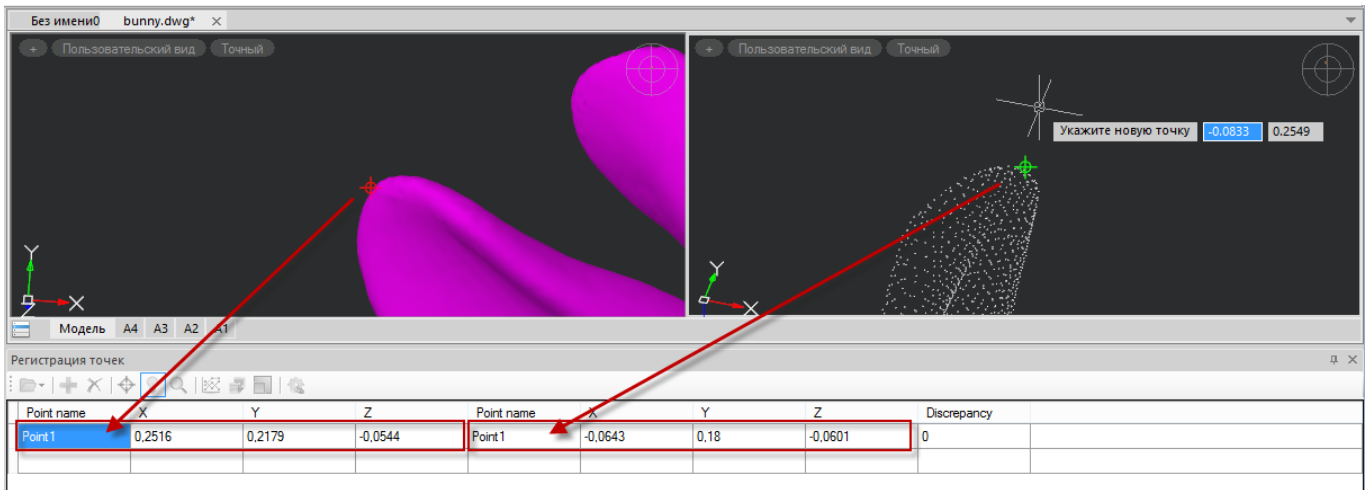 Без имени0 bunny.dwg*
+ Пользовательский вид Точный
+ Пользовательский вид Точный
Укажите новую точку -0.0833 0.2549
Y
X
Z
Y
X
Модель A4 A3 A2 A1
Регистрация точек
Point name X Y Z Point name X Y Z Discrepancy
Point1 0,2516 0,2179 -0,0544 Point1 -0,0643 0,18 -0,0601 0